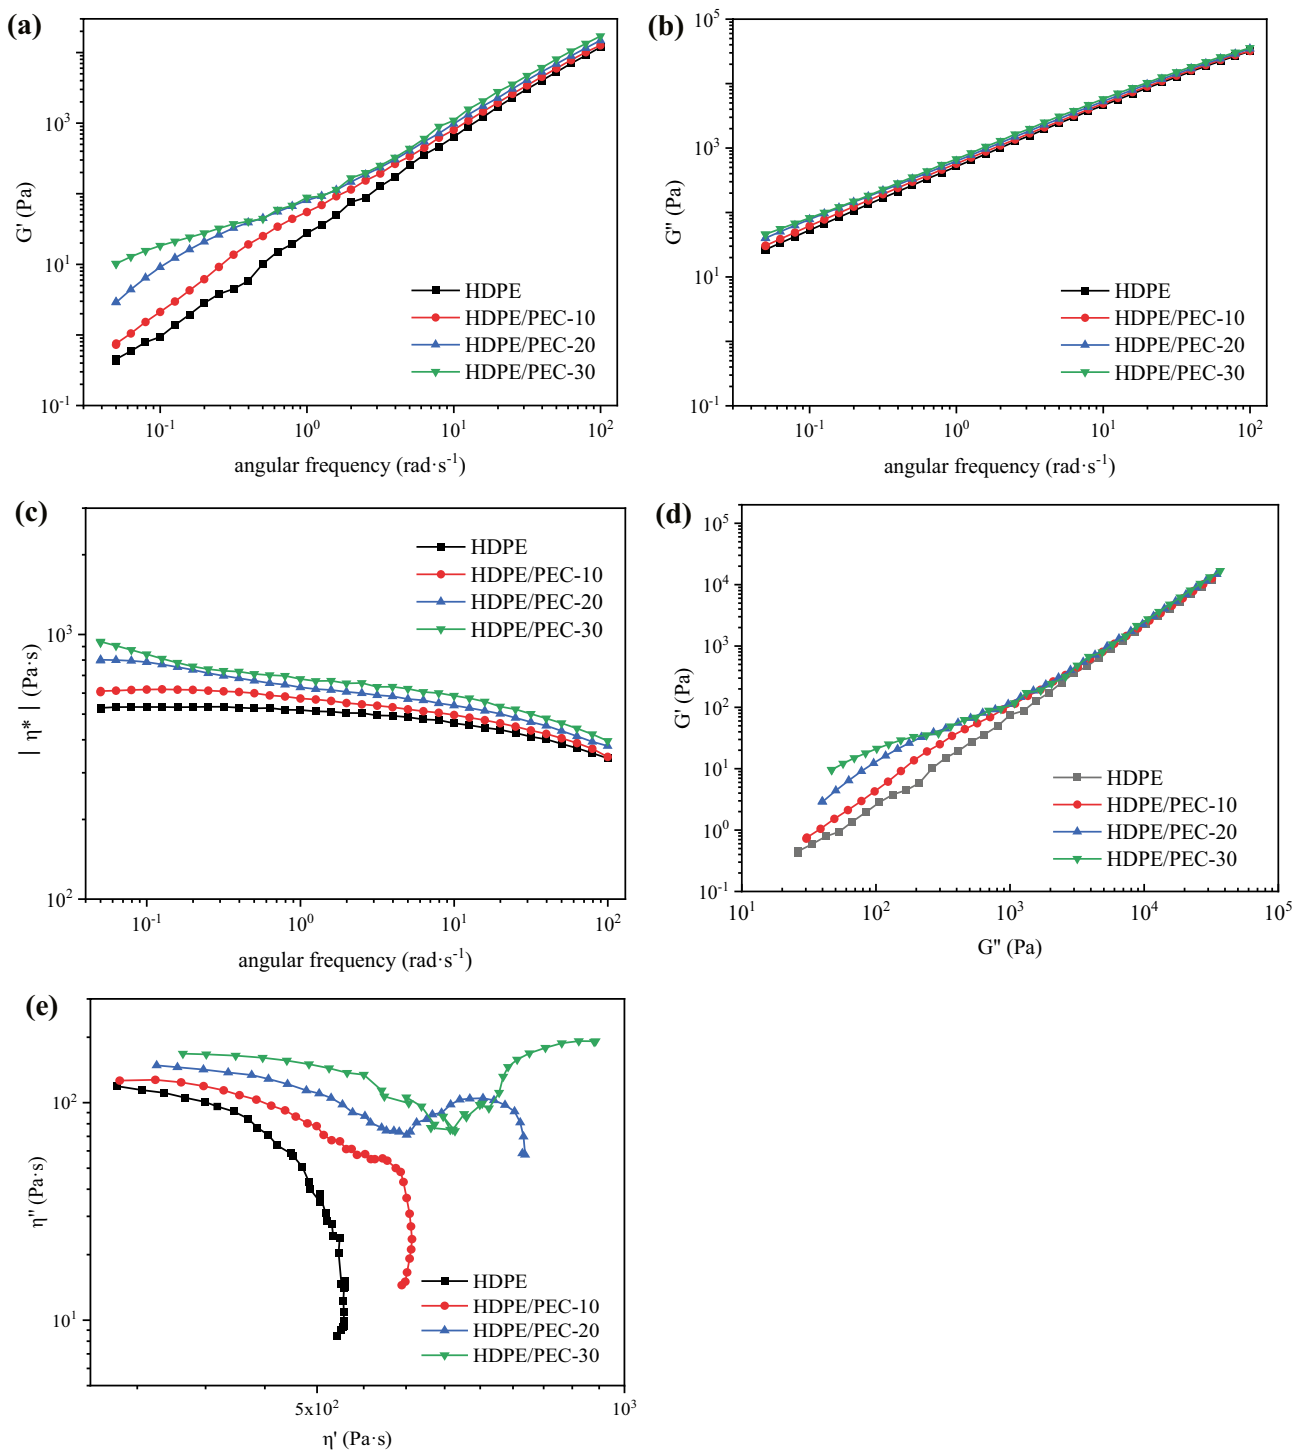 (a)
10^3
10^1
10^-1
G' (Pa)
10^-1
10^0
10^1
10^2
angular frequency (rad·s^-1)
HDPE
HDPE/PEC-10
HDPE/PEC-20
HDPE/PEC-30
(b)
10^5
10^3
10^1
10^-1
G'' (Pa)
10^-1
10^0
10^1
10^2
angular frequency (rad·s^-1)
HDPE
HDPE/PEC-10
HDPE/PEC-20
HDPE/PEC-30
(c)
10^3
10^2
| η* | (Pa·s)
10^-1
10^0
10^1
10^2
angular frequency (rad·s^-1)
HDPE
HDPE/PEC-10
HDPE/PEC-20
HDPE/PEC-30
(d)
10^5
10^4
10^3
10^2
10^1
10^0
10^-1
G' (Pa)
10^1
10^2
10^3
10^4
10^5
G'' (Pa)
HDPE
HDPE/PEC-10
HDPE/PEC-20
HDPE/PEC-30
(e)
10^2
10^1
η'' (Pa·s)
5x10^2
10^3
η' (Pa·s)
HDPE
HDPE/PEC-10
HDPE/PEC-20
HDPE/PEC-30